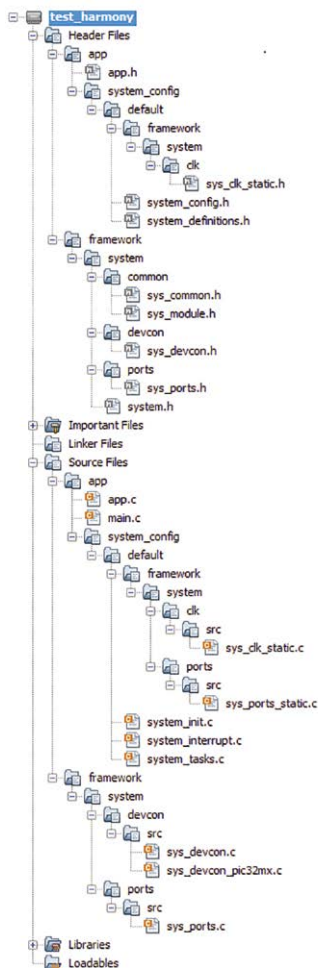 test_harmony
Header Files
app
app.h
system_config
default
framework
system
clk
sys_clk_static.h
system_config.h
system_definitions.h
framework
system
common
sys_common.h
sys_module.h
devcon
sys_devcon.h
ports
sys_ports.h
system.h
Important Files
Linker Files
Source Files
app
app.c
main.c
system_config
default
framework
system
clk
src
sys_clk_static.c
ports
src
sys_ports_static.c
system_init.c
system_interrupt.c
system_tasks.c
framework
system
devcon
src
sys_devcon.c
sys_devcon_pic32mx.c
ports
src
sys_ports.c
Libraries
Loadables